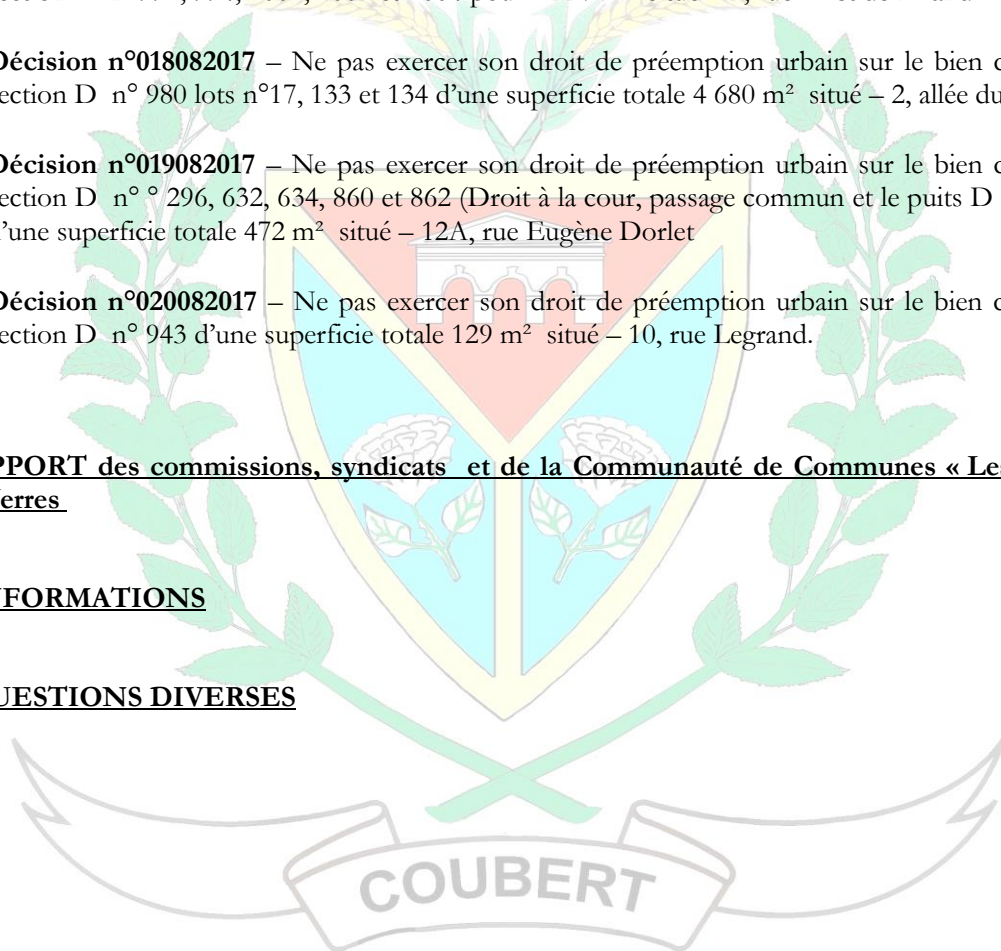 Décision n°018082017 – Ne pas exercer son droit de préemption urbain sur le bien
ection D n° 980 lots n°17, 133 et 134 d'une superficie totale 4 680 m² situé – 2, allée du
Décision n°019082017 – Ne pas exercer son droit de préemption urbain sur le bien
ection D n° ° 296, 632, 634, 860 et 862 (Droit à la cour, passage commun et le puits D
'une superficie totale 472 m² situé – 12A, rue Eugène Dorlet
Décision n°020082017 – Ne pas exercer son droit de préemption urbain sur le bien
ection D n° 943 d'une superficie totale 129 m² situé – 10, rue Legrand.
PPORT des commissions, syndicats et de la Communauté de Communes « Les
erres
FORMATIONS
UESTIONS DIVERSES
COUBERT